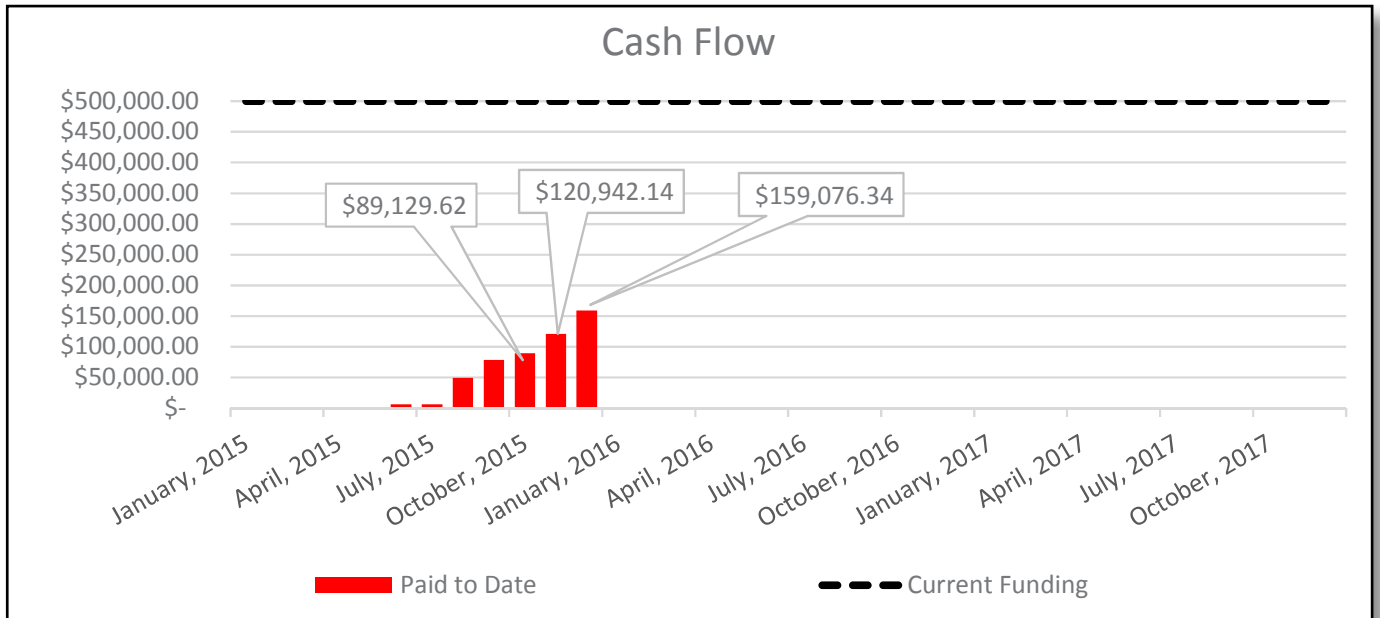 Cash Flow
$500,000.00
$450,000.00
$400,000.00
$350,000.00
$300,000.00
$250,000.00
$200,000.00
$150,000.00
$100,000.00
$50,000.00
$-
$89,129.62
$120,942.14
$159,076.34
January, 2015
April, 2015
July, 2015
October, 2015
January, 2016
April, 2016
July, 2016
October, 2016
January, 2017
April, 2017
July, 2017
October, 2017
Paid to Date
Current Funding